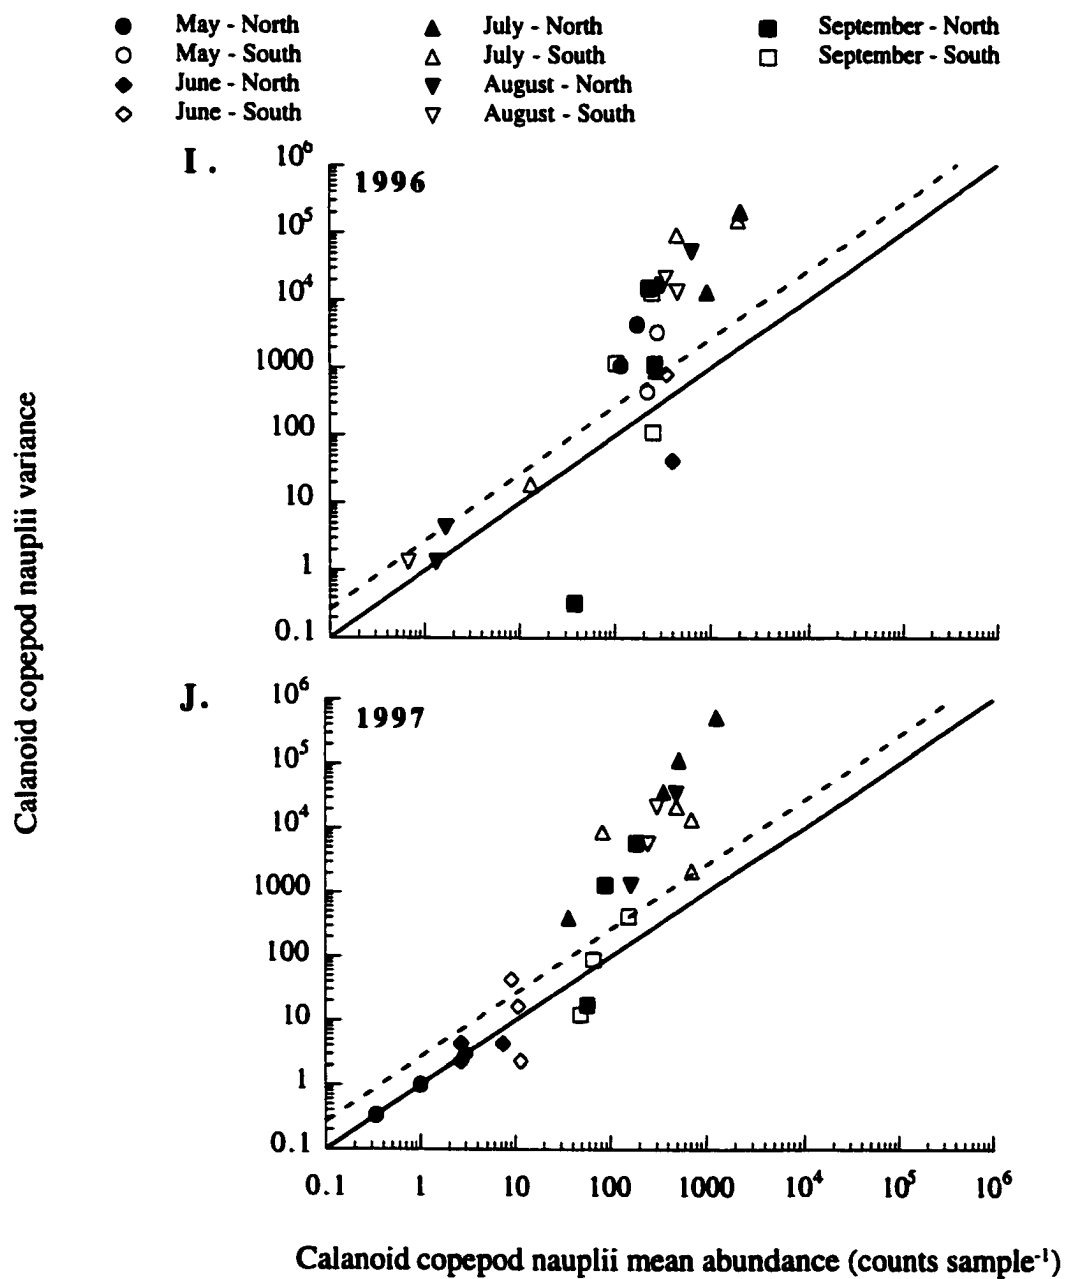 May - North
May - South
June - North
June - South
July - North
July - South
August - North
August - South
September - North
September - South
I.
1996
10⁶
10⁵
10⁴
1000
100
10
1
0.1
Calanoid copepod nauplii variance
J.
1997
10⁶
10⁵
10⁴
1000
100
10
1
0.1
0.1 1 10 100 1000 10⁴ 10⁵ 10⁶
Calanoid copepod nauplii mean abundance (counts sample⁻¹)